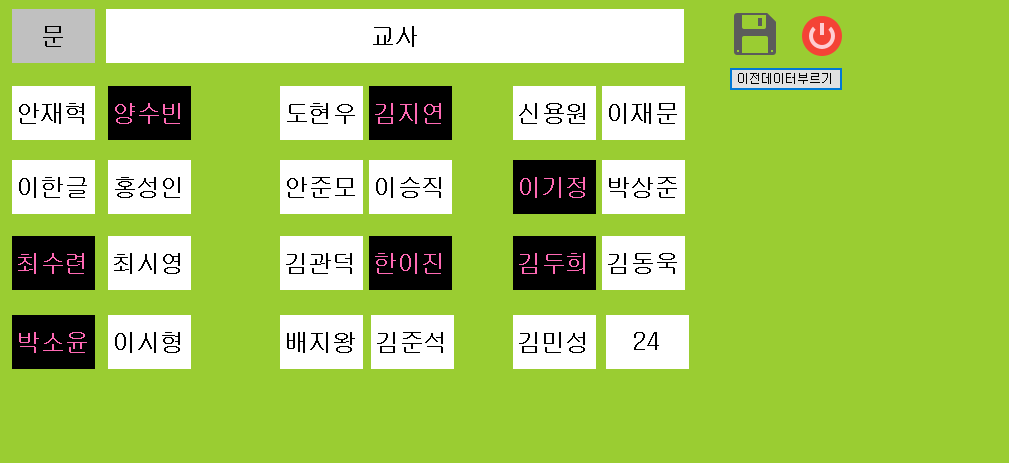 문 교사
이전데이터부르기
안재혁 양수빈 도현우 김지연 신용원 이재문
이한글 홍성인 안준모 이승직 이기정 박상준
최수련 최시영 김관덕 한이진 김두희 김동욱
박소윤 이시형 배지왕 김준석 김민성 24